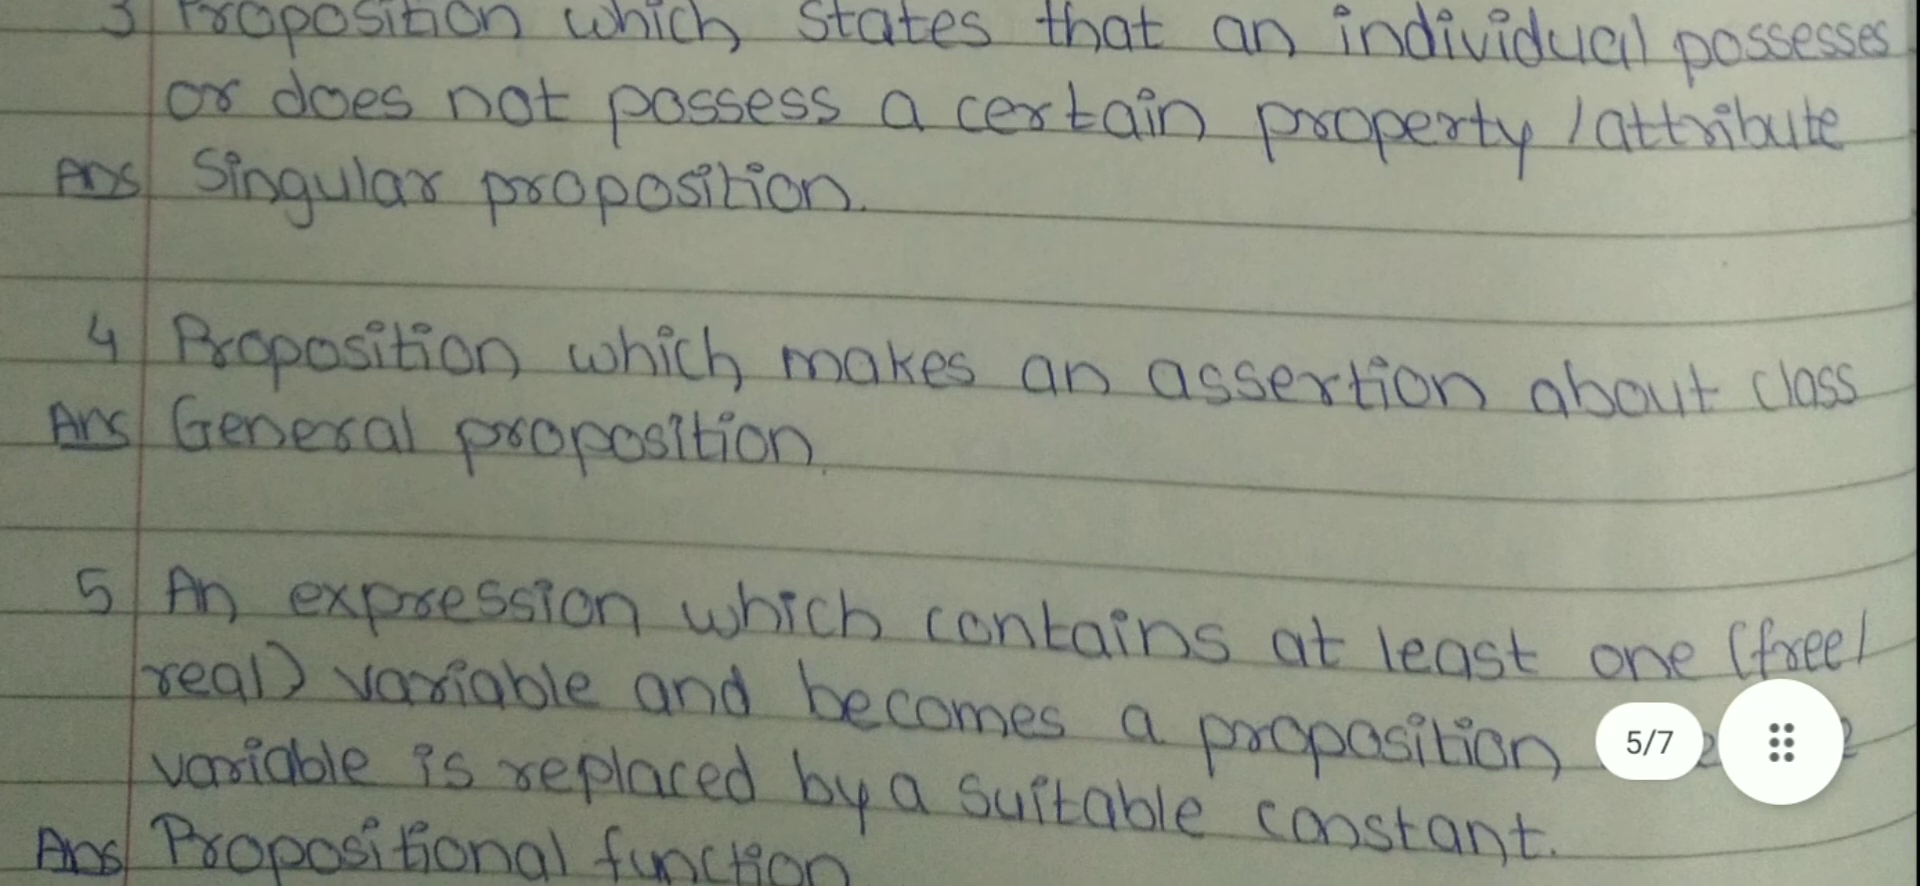 3 Proposition which states that an individual possesses
or does not possess a certain property / attribute
Ans Singular proposition.
4 Proposition which makes an assertion about class
Ans General proposition.
5 An expression which contains at least one (free/
real) variable and becomes a proposition
5/7
variable is replaced by a suitable constant.
Ans Propositional function